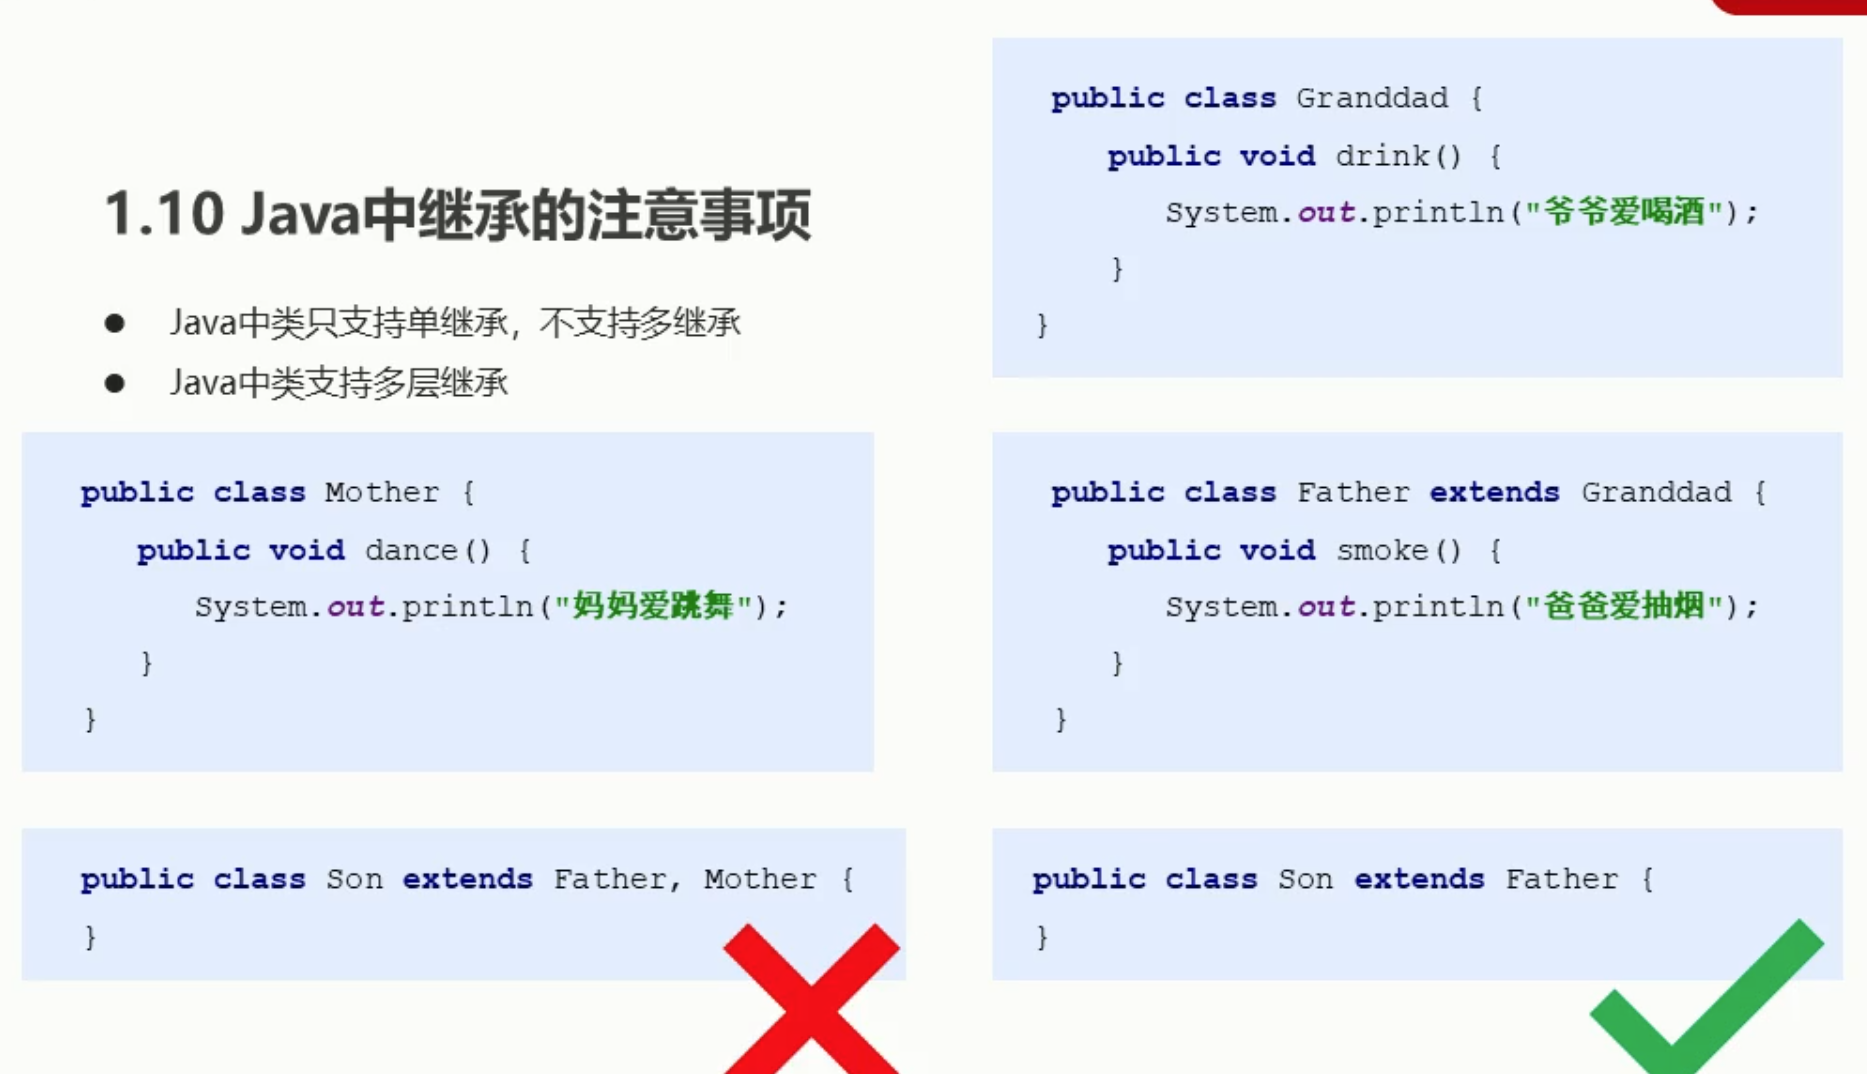 1.10 Java中继承的注意事项
● Java中类只支持单继承，不支持多继承
● Java中类支持多层继承
public class Granddad {
public void drink() {
System.out.println("爷爷爱喝酒");
}
}
public class Mother {
public void dance() {
System.out.println("妈妈爱跳舞");
}
}
public class Father extends Granddad {
public void smoke() {
System.out.println("爸爸爱抽烟");
}
}
public class Son extends Father, Mother {
}
public class Son extends Father {
}